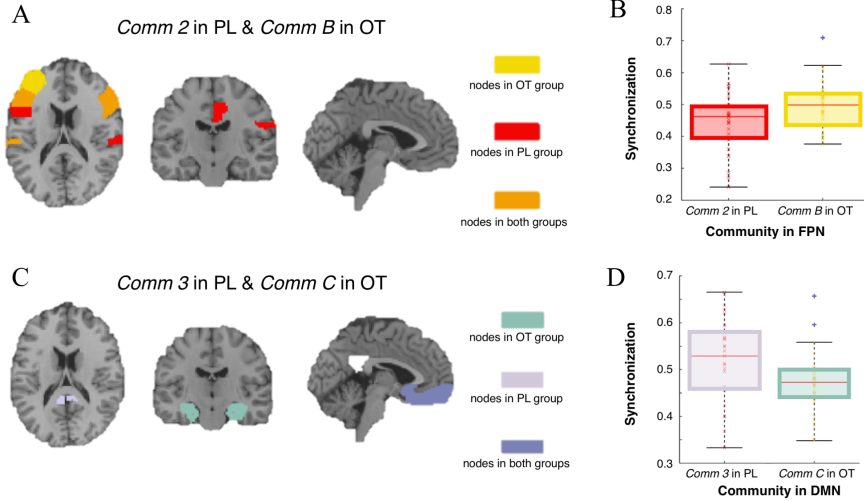 A
Comm 2 in PL & Comm B in OT
nodes in OT group
nodes in PL group
nodes in both groups
B
Synchronization
0.8
0.7
0.6
0.5
0.4
0.3
0.2
Comm 2 in PL
Comm B in OT
Community in FPN
C
Comm 3 in PL & Comm C in OT
nodes in OT group
nodes in PL group
nodes in both groups
D
Synchronization
0.7
0.6
0.5
0.4
0.3
Comm 3 in PL
Comm C in OT
Community in DMN